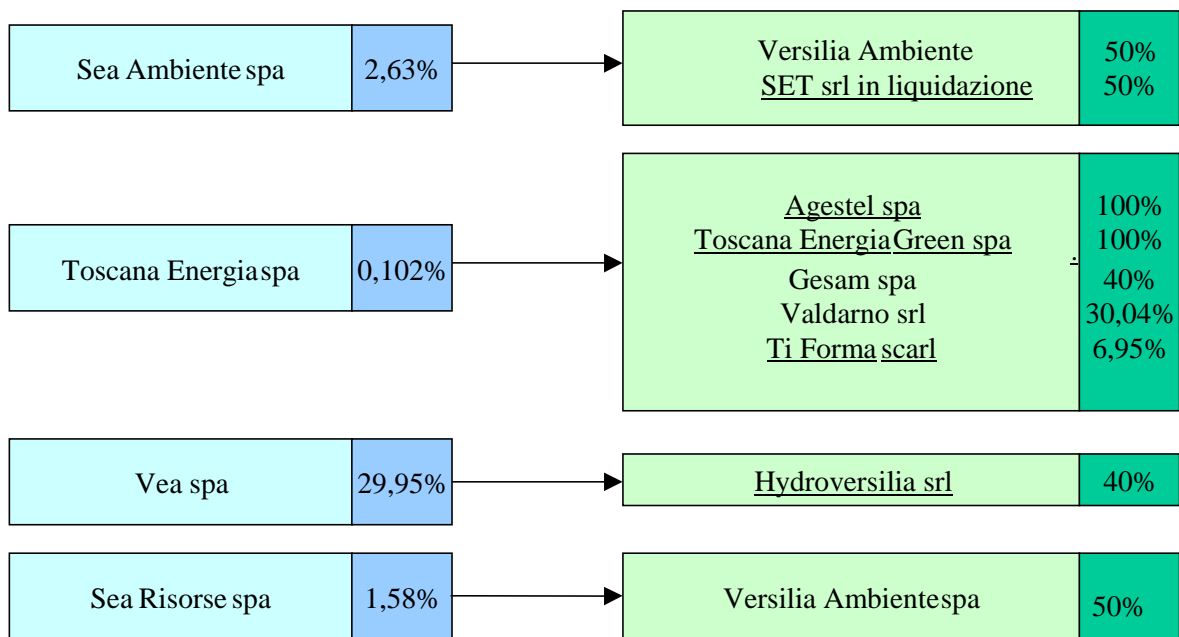 Sea Ambiente spa 2,63%
Versilia Ambiente 50%
SET srl in liquidazione 50%
Agestel spa 100%
Toscana Energia Green spa . 100%
Toscana Energia spa 0,102%
Gesam spa 40%
Valdarno srl 30,04%
Ti Forma scarl 6,95%
Vea spa 29,95%
Hydroversilia srl 40%
Sea Risorse spa 1,58%
Versilia Ambiente spa 50%